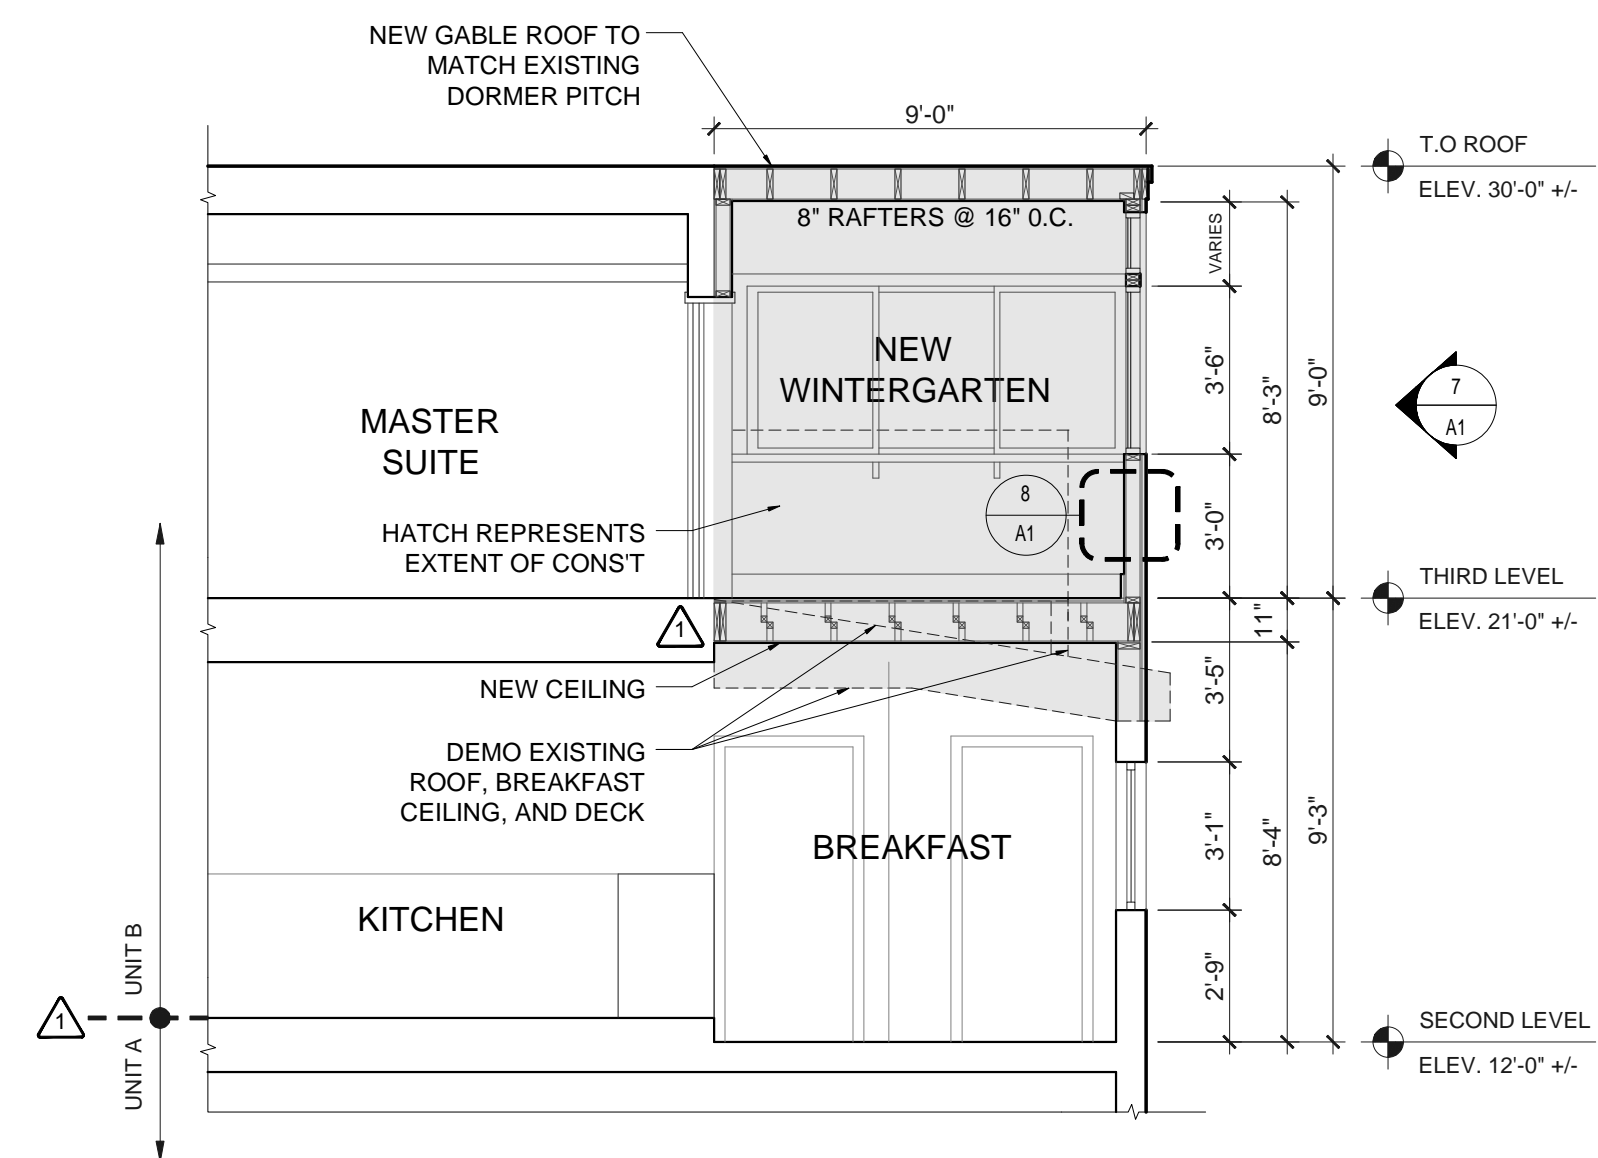 NEW GABLE ROOF TO
MATCH EXISTING
DORMER PITCH
9'-0"
T.O ROOF
ELEV. 30'-0" +/-
8" RAFTERS @ 16" 0.C.
VARIES
NEW
WINTERGARTEN
3'-6"
8'-3"
9'-0"
7
A1
MASTER
SUITE
8
A1
3'-0"
HATCH REPRESENTS
EXTENT OF CONS'T
THIRD LEVEL
ELEV. 21'-0" +/-
1
11"
NEW CEILING
3'-5"
DEMO EXISTING
ROOF, BREAKFAST
CEILING, AND DECK
BREAKFAST
3'-1"
8'-4"
9'-3"
KITCHEN
2'-9"
UNIT B
1
UNIT A
SECOND LEVEL
ELEV. 12'-0" +/-